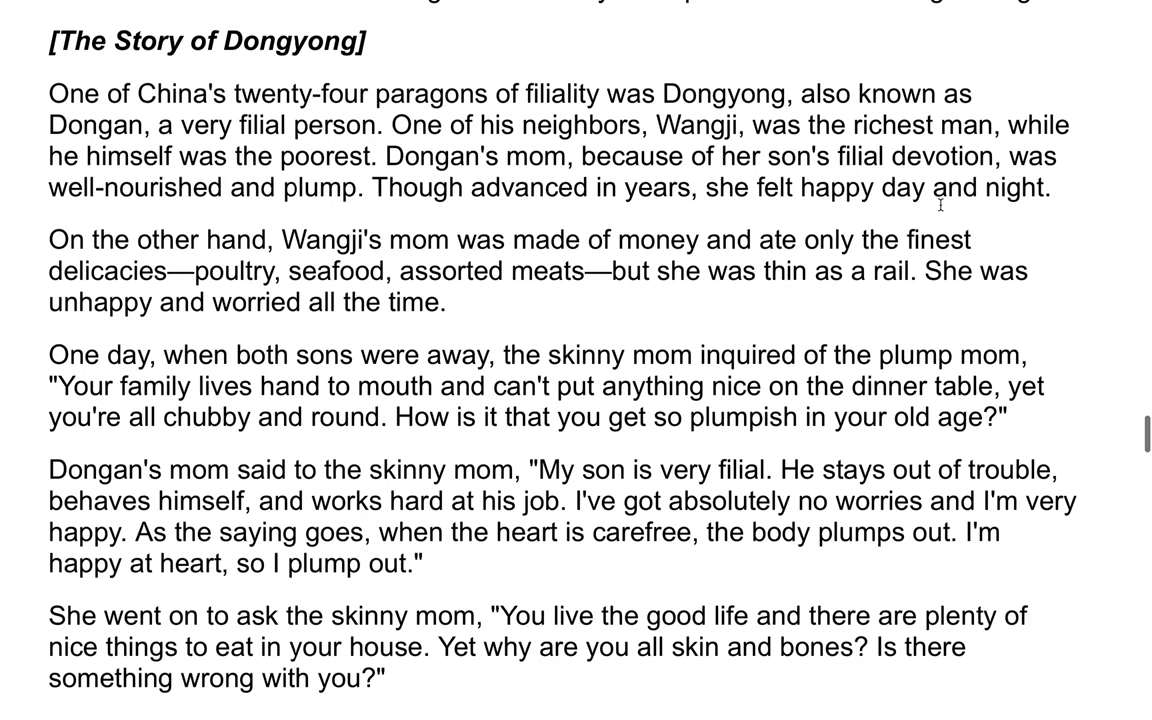 [The Story of Dongyong]
One of China's twenty-four paragons of filiality was Dongyong, also known as
Dongan, a very filial person. One of his neighbors, Wangji, was the richest man, while
he himself was the poorest. Dongan's mom, because of her son's filial devotion, was
well-nourished and plump. Though advanced in years, she felt happy day and night.
On the other hand, Wangji's mom was made of money and ate only the finest
delicacies—poultry, seafood, assorted meats—but she was thin as a rail. She was
unhappy and worried all the time.
One day, when both sons were away, the skinny mom inquired of the plump mom,
"Your family lives hand to mouth and can't put anything nice on the dinner table, yet
you're all chubby and round. How is it that you get so plumpish in your old age?"
Dongan's mom said to the skinny mom, "My son is very filial. He stays out of trouble,
behaves himself, and works hard at his job. I've got absolutely no worries and I'm very
happy. As the saying goes, when the heart is carefree, the body plumps out. I'm
happy at heart, so I plump out."
She went on to ask the skinny mom, "You live the good life and there are plenty of
nice things to eat in your house. Yet why are you all skin and bones? Is there
something wrong with you?"